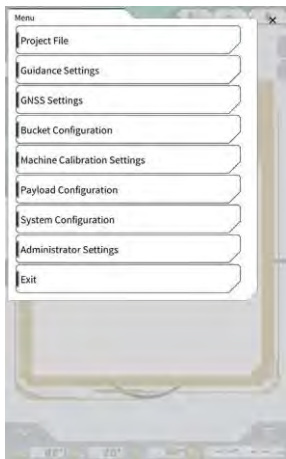 Menu
Project File
Guidance Settings
GNSS Settings
Bucket Configuration
Machine Calibration Settings
Payload Configuration
System Configuration
Administrator Settings
Exit